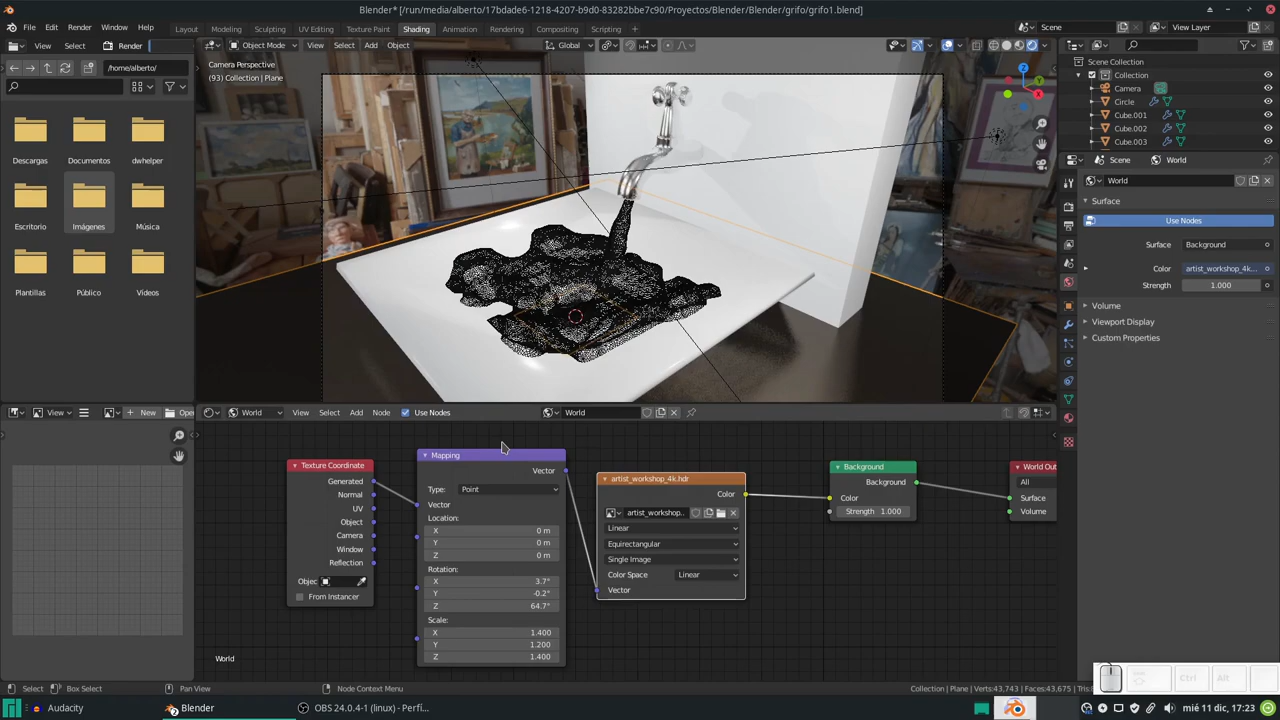 Blender* [/run/media/alberto/17bdade6-1218-4207-b9d0-83282bbe7c90/Proyectos/Blender/Blender/grifo/grifo1.blend]
File Edit Render Window Help Layout Modeling Sculpting UV Editing Texture Paint Shading Animation Rendering Compositing Scripting Scene View Layer
View Select Render Object Mode View Select Add Object Global
/home/alberto/
Camera Perspective
(93) Collection | Plane
Descargas Documentos dwhelper
Escritorio Imágenes Música
Plantillas Público Vídeos
Z
Y
X
Scene Collection
Collection
Camera
Circle
Cube.001
Cube.002
Cube.003
Scene World
World
Surface
Use Nodes
Surface Background
Color artist_workshop_4k...
Strength 1.000
Volume
Viewport Display
Custom Properties
View New Open World View Select Add Node Use Nodes World
Texture Coordinate
Generated
Normal
UV
Object
Camera
Window
Reflection
Objec
From Instancer
Mapping
Vector
Type: Point
Vector
Location:
X 0 m
Y 0 m
Z 0 m
Rotation:
X 3.7°
Y -0.2°
Z 64.7°
Scale:
X 1.400
Y 1.200
Z 1.400
artist_workshop_4k.hdr
Color
artist_workshop..
Linear
Equirectangular
Single Image
Color Space Linear
Vector
Background
Background
Color
Strength 1.000
World Out
All
Surface
Volume
World
Select Box Select Pan View Node Context Menu Collection | Plane | Verts:43,743 | Faces:43,675 | Tris:
Ctrl Alt
Audacity Blender OBS 24.0.4-1 (linux) - Perfi... mié 11 dic, 17:23